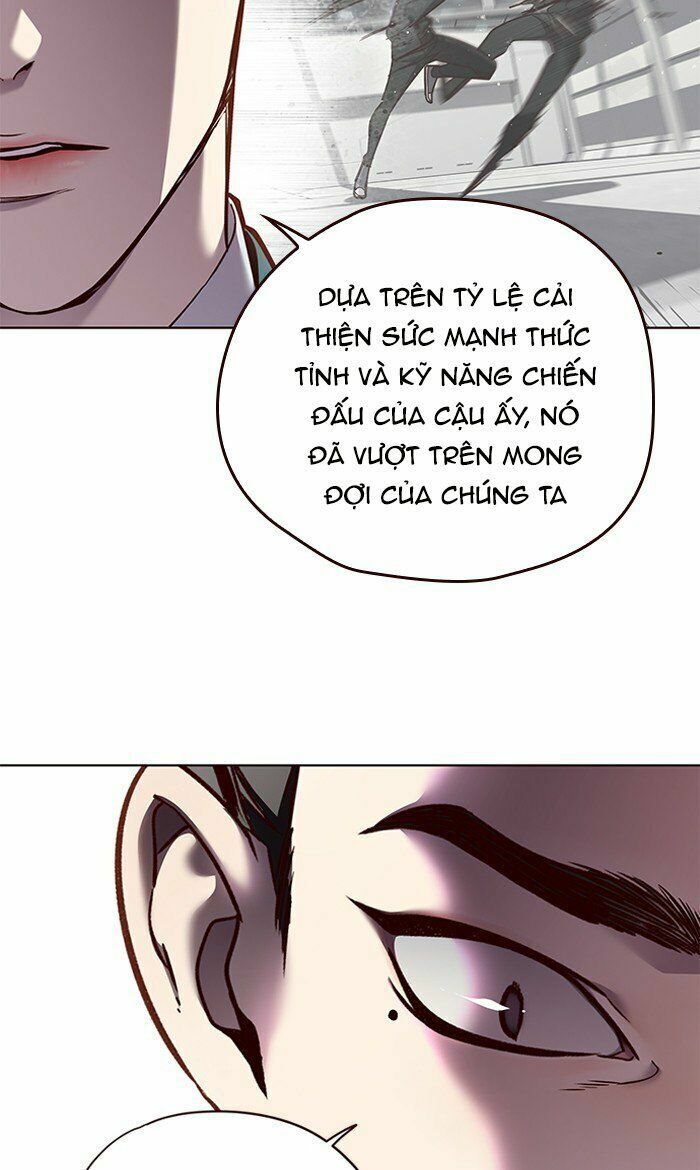 DỰA TRÊN TỶ LỆ CẢI
THIỆN SỨC MẠNH THỨC
TỈNH VÀ KỸ NĂNG CHIẾN
ĐẤU CỦA CẬU ẤY, NÓ
ĐÃ VƯỢT TRÊN MONG
ĐỢI CỦA CHÚNG TA